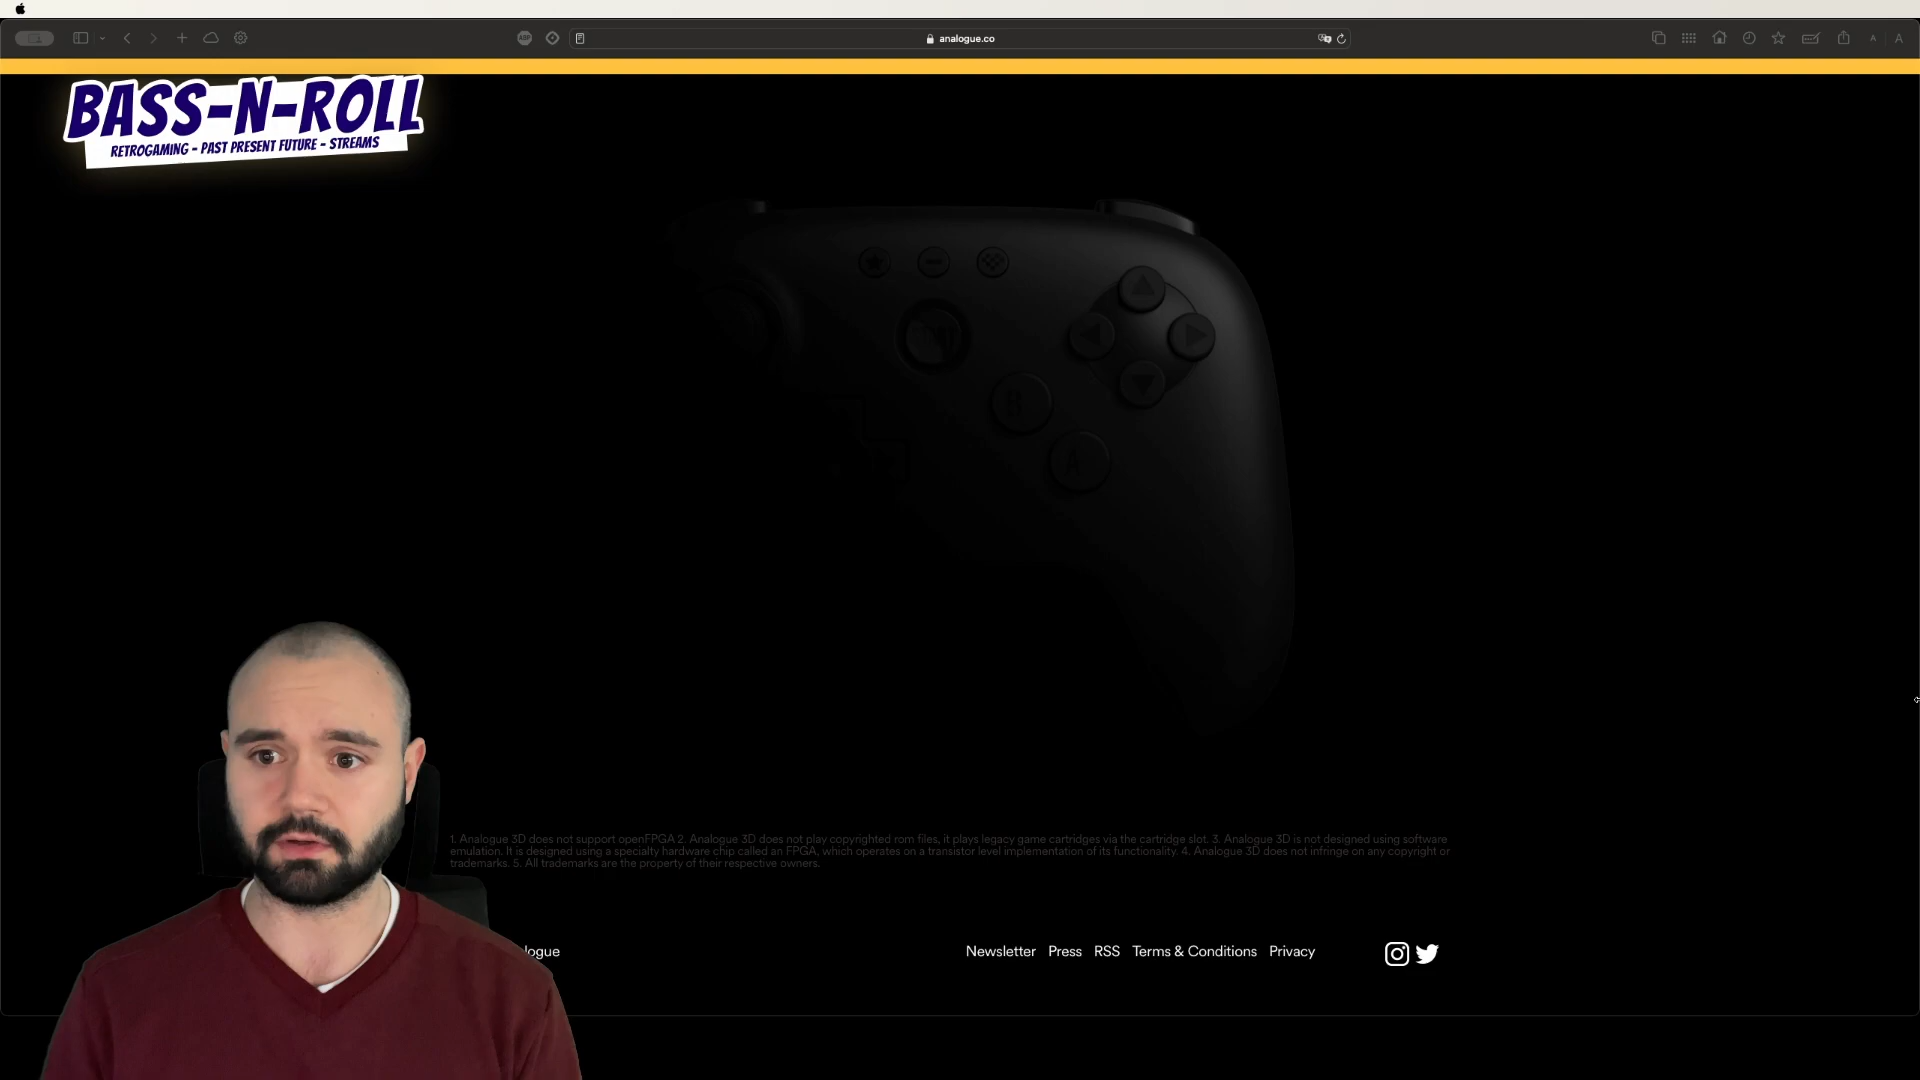 analogue.co
BASS-N-ROLL
RETROGAMING - PAST PRESENT FUTURE - STREAMS
B
A
1. Analogue 3D does not support openFPGA 2. Analogue 3D does not play copyrighted rom files, it plays legacy game cartridges via the cartridge slot. 3. Analogue 3D is not designed using software
emulation. It is designed using a specialty hardware chip called an FPGA, which operates on a transistor level implementation of its functionality. 4. Analogue 3D does not infringe on any copyright or
trademarks. 5. All trademarks are the property of their respective owners.
logue Newsletter Press RSS Terms & Conditions Privacy